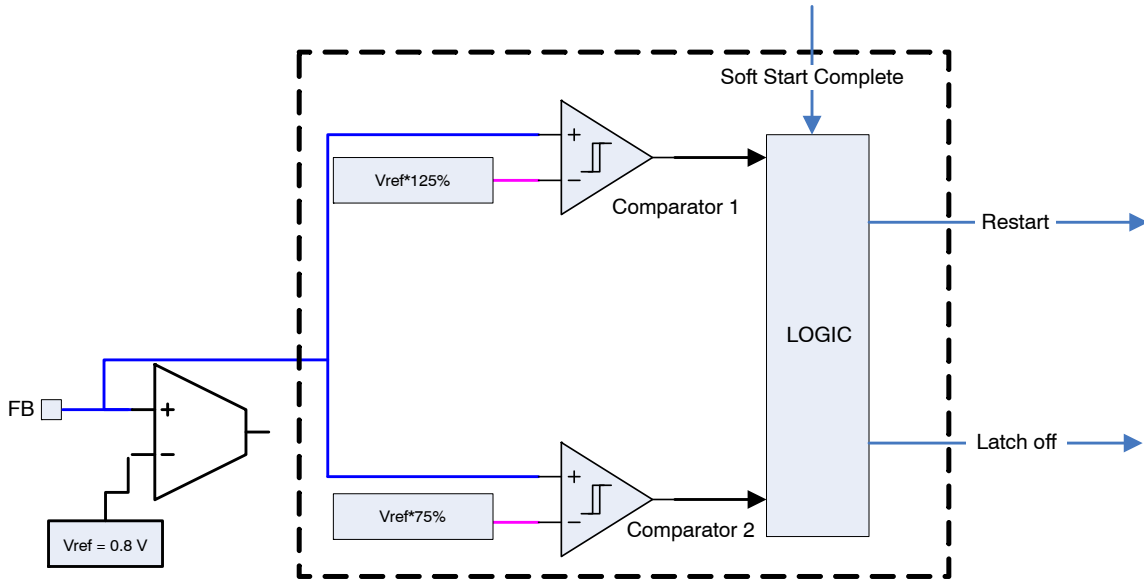 Soft Start Complete
+
Vref*125%
−
Comparator 1
Restart
LOGIC
FB
+
−
Vref = 0.8 V
Latch off
+
Vref*75%
−
Comparator 2